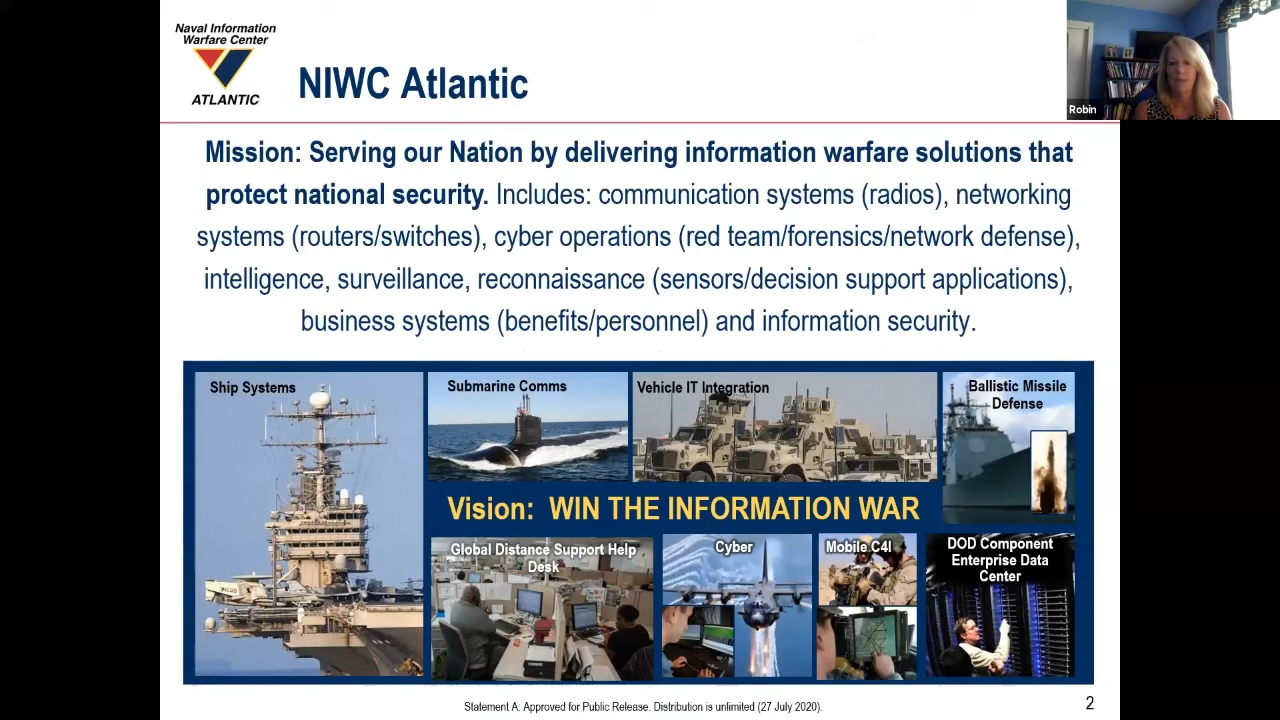 Naval Information
Warfare Center
ATLANTIC
NIWC Atlantic
Robin
Mission: Serving our Nation by delivering information warfare solutions that
protect national security. Includes: communication systems (radios), networking
systems (routers/switches), cyber operations (red team/forensics/network defense),
intelligence, surveillance, reconnaissance (sensors/decision support applications),
business systems (benefits/personnel) and information security.
Ship Systems
Submarine Comms
Vehicle IT Integration
Ballistic Missile
Defense
Vision: WIN THE INFORMATION WAR
Global Distance Support Help
Desk
Cyber
Mobile C4I
DOD Component
Enterprise Data
Center
Statement A: Approved for Public Release. Distribution is unlimited (27 July 2020).
2